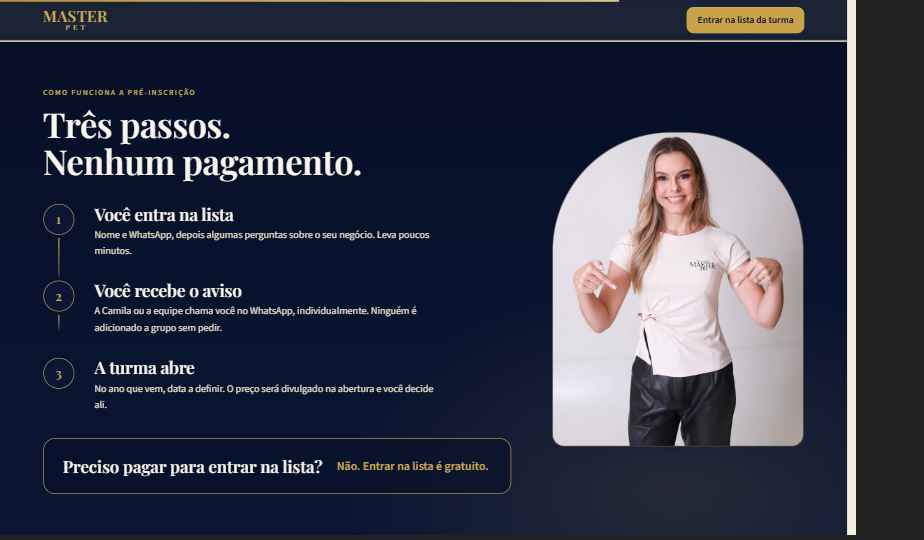 MASTER
PET
Entrar na lista da turma
COMO FUNCIONA A PRÉ-INSCRIÇÃO
Três passos.
Nenhum pagamento.
1
Você entra na lista
Nome e WhatsApp, depois algumas perguntas sobre o seu negócio. Leva poucos
minutos.
2
Você recebe o aviso
A Camila ou a equipe chama você no WhatsApp, individualmente. Ninguém é
adicionado a grupo sem pedir.
3
A turma abre
No ano que vem, data a definir. O preço será divulgado na abertura e você decide
ali.
Preciso pagar para entrar na lista? Não. Entrar na lista é gratuito.
MASTER
PET